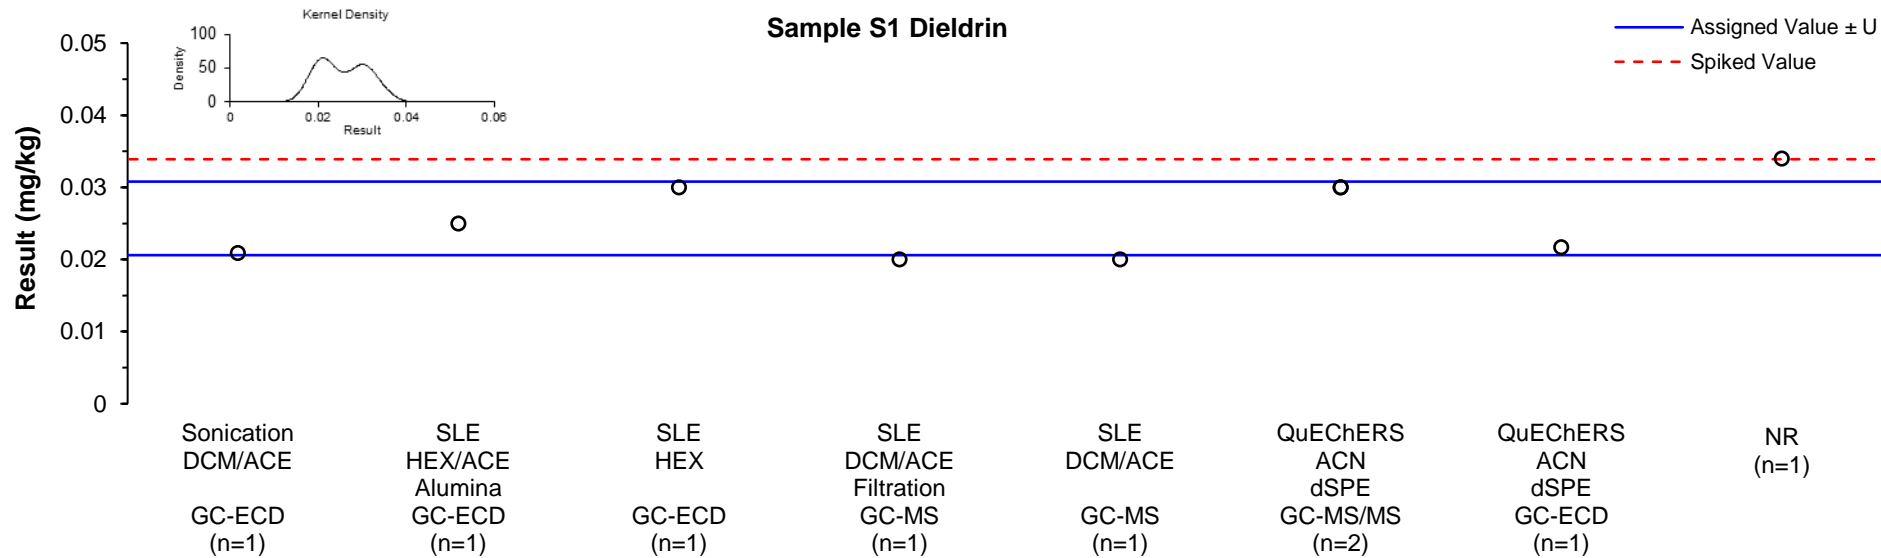 Sample S1 Dieldrin
Assigned Value ± U
Spiked Value
Kernel Density
Density
100
50
0
0 0.02 0.04 0.06
Result
Result (mg/kg)
0.05
0.04
0.03
0.02
0.01
0
Sonication
DCM/ACE
GC-ECD
(n=1)
SLE
HEX/ACE
Alumina
GC-ECD
(n=1)
SLE
HEX
GC-ECD
(n=1)
SLE
DCM/ACE
Filtration
GC-MS
(n=1)
SLE
DCM/ACE
GC-MS
(n=1)
QuEChERS
ACN
dSPE
GC-MS/MS
(n=2)
QuEChERS
ACN
dSPE
GC-ECD
(n=1)
NR
(n=1)